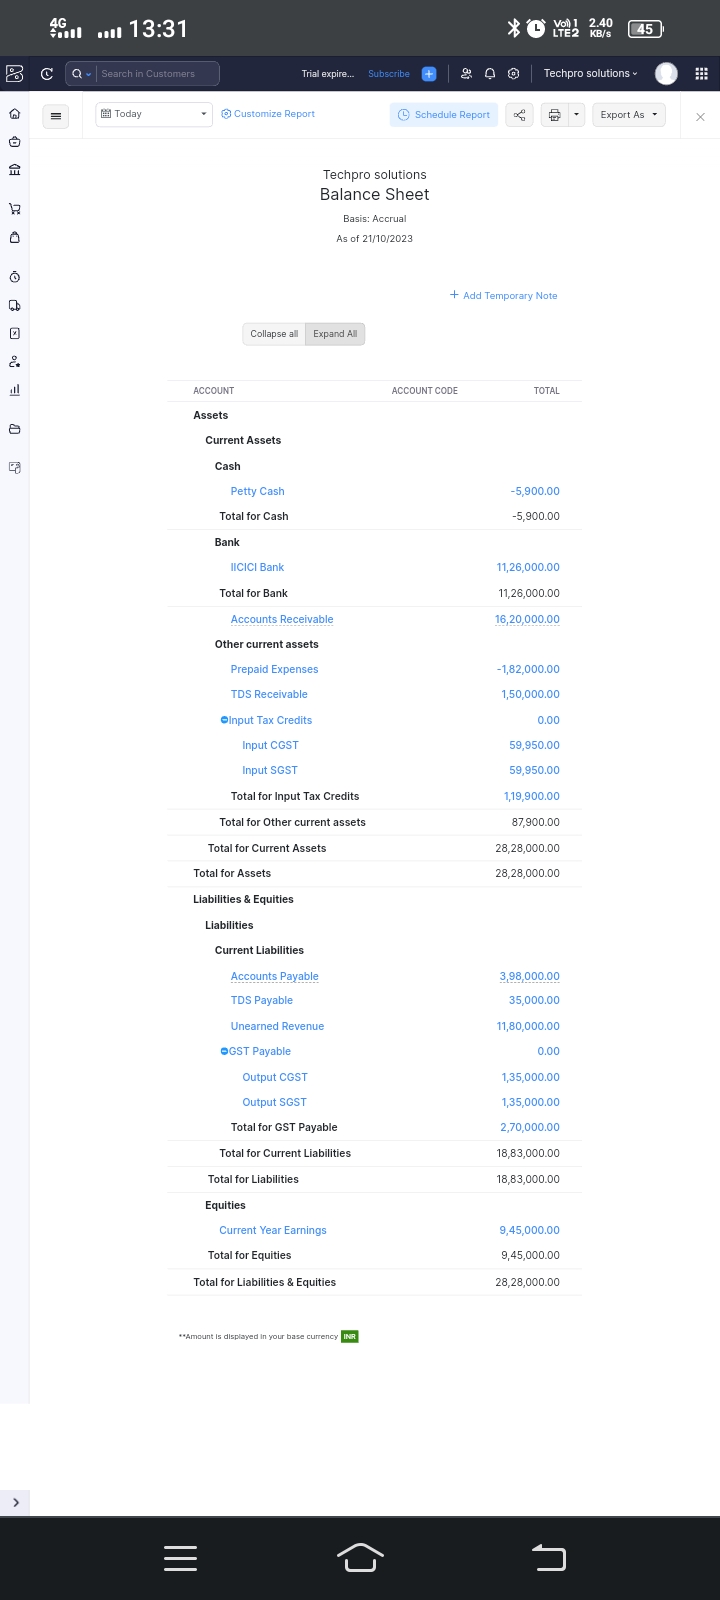 4G 13:31 Vo)) 1 LTE2 2.40 KB/s 45
Search in Customers Trial expire... Subscribe Techpro solutions
Today Customize Report Schedule Report Export As
Techpro solutions
Balance Sheet
Basis: Accrual
As of 21/10/2023
+ Add Temporary Note
Collapse all Expand All
ACCOUNT ACCOUNT CODE TOTAL
Assets
Current Assets
Cash
Petty Cash -5,900.00
Total for Cash -5,900.00
Bank
IICICI Bank 11,26,000.00
Total for Bank 11,26,000.00
Accounts Receivable 16,20,000.00
Other current assets
Prepaid Expenses -1,82,000.00
TDS Receivable 1,50,000.00
Input Tax Credits 0.00
Input CGST 59,950.00
Input SGST 59,950.00
Total for Input Tax Credits 1,19,900.00
Total for Other current assets 87,900.00
Total for Current Assets 28,28,000.00
Total for Assets 28,28,000.00
Liabilities & Equities
Liabilities
Current Liabilities
Accounts Payable 3,98,000.00
TDS Payable 35,000.00
Unearned Revenue 11,80,000.00
GST Payable 0.00
Output CGST 1,35,000.00
Output SGST 1,35,000.00
Total for GST Payable 2,70,000.00
Total for Current Liabilities 18,83,000.00
Total for Liabilities 18,83,000.00
Equities
Current Year Earnings 9,45,000.00
Total for Equities 9,45,000.00
Total for Liabilities & Equities 28,28,000.00
**Amount is displayed in your base currency INR